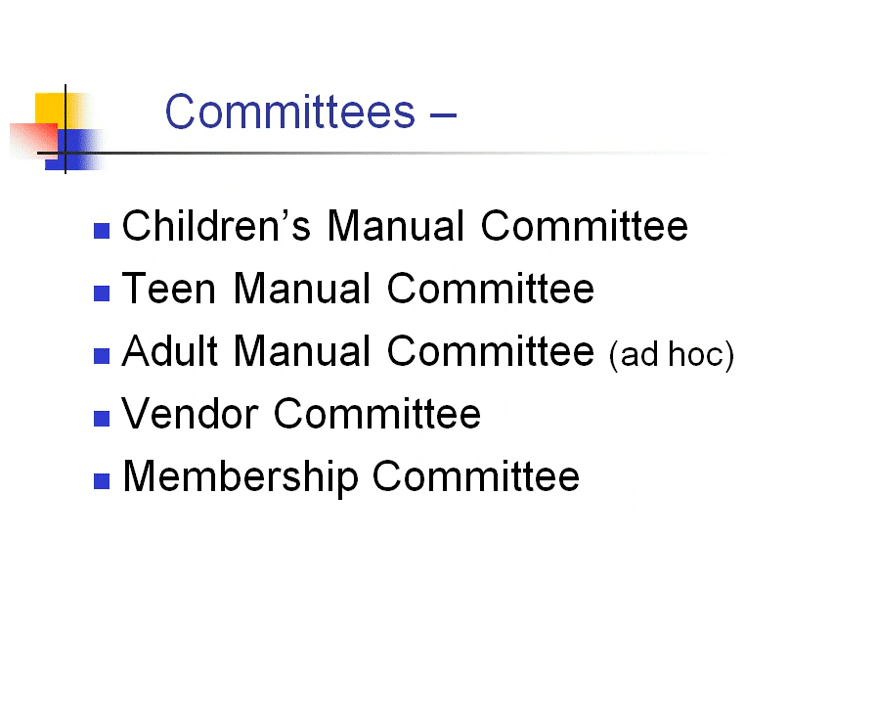 Committees –
Children’s Manual Committee
Teen Manual Committee
Adult Manual Committee (ad hoc)
Vendor Committee
Membership Committee